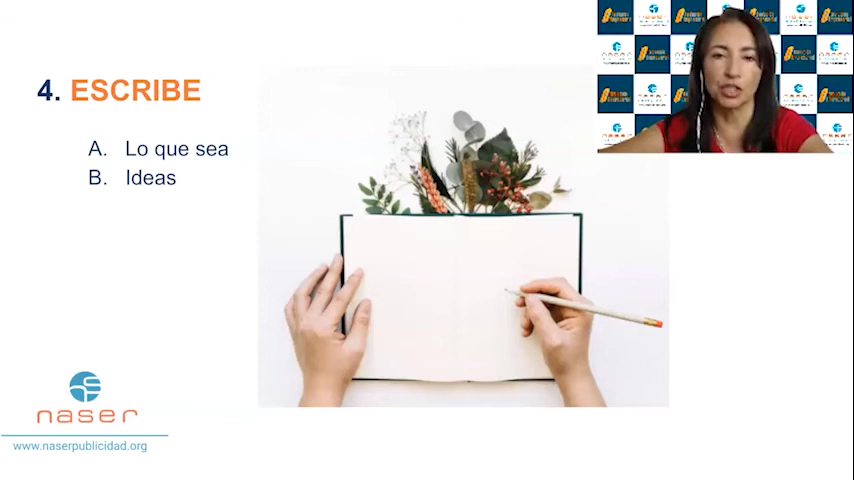 4. ESCRIBE
A. Lo que sea
B. Ideas
naser
www.naserpublicidad.org